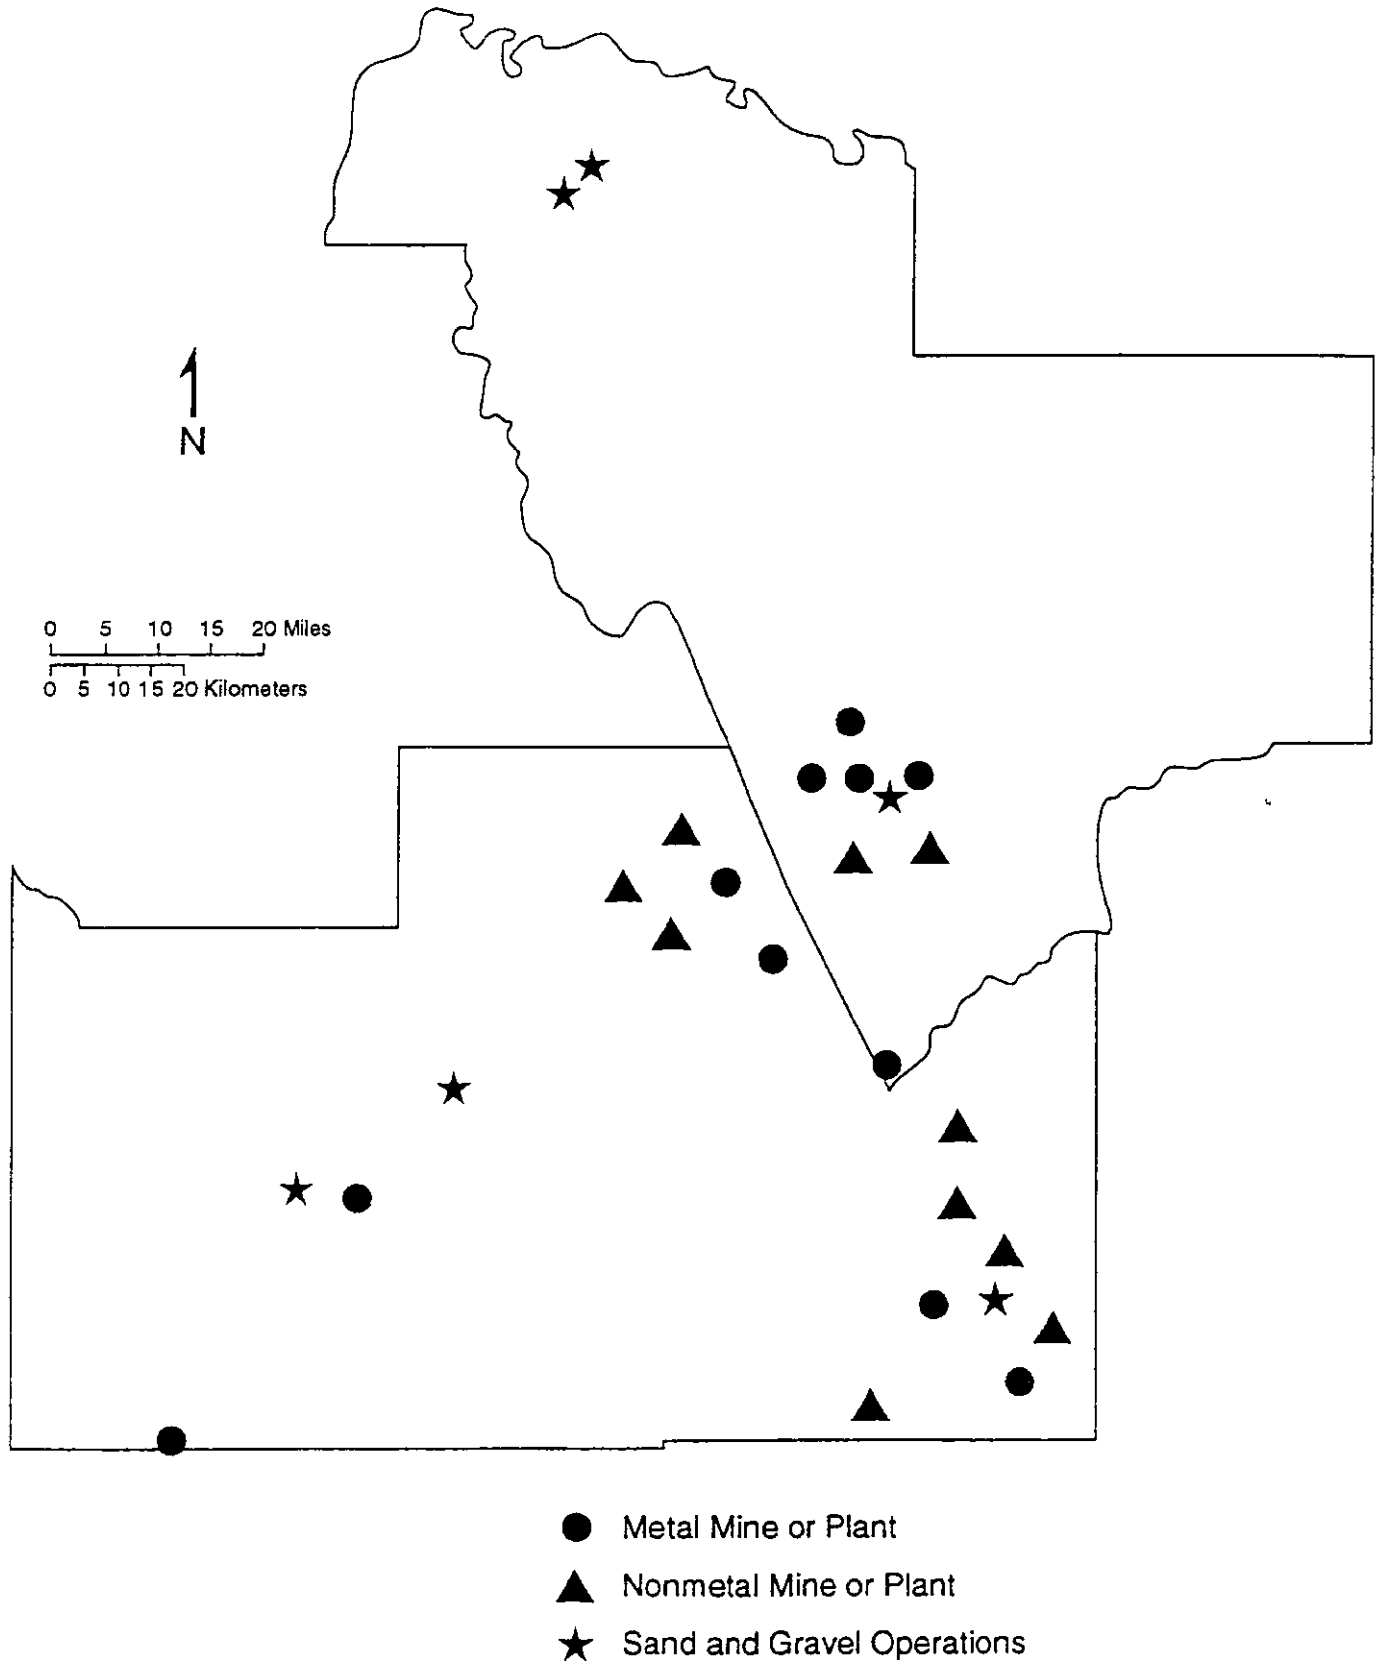 N
0 5 10 15 20 Miles
0 5 10 15 20 Kilometers
Metal Mine or Plant
Nonmetal Mine or Plant
Sand and Gravel Operations